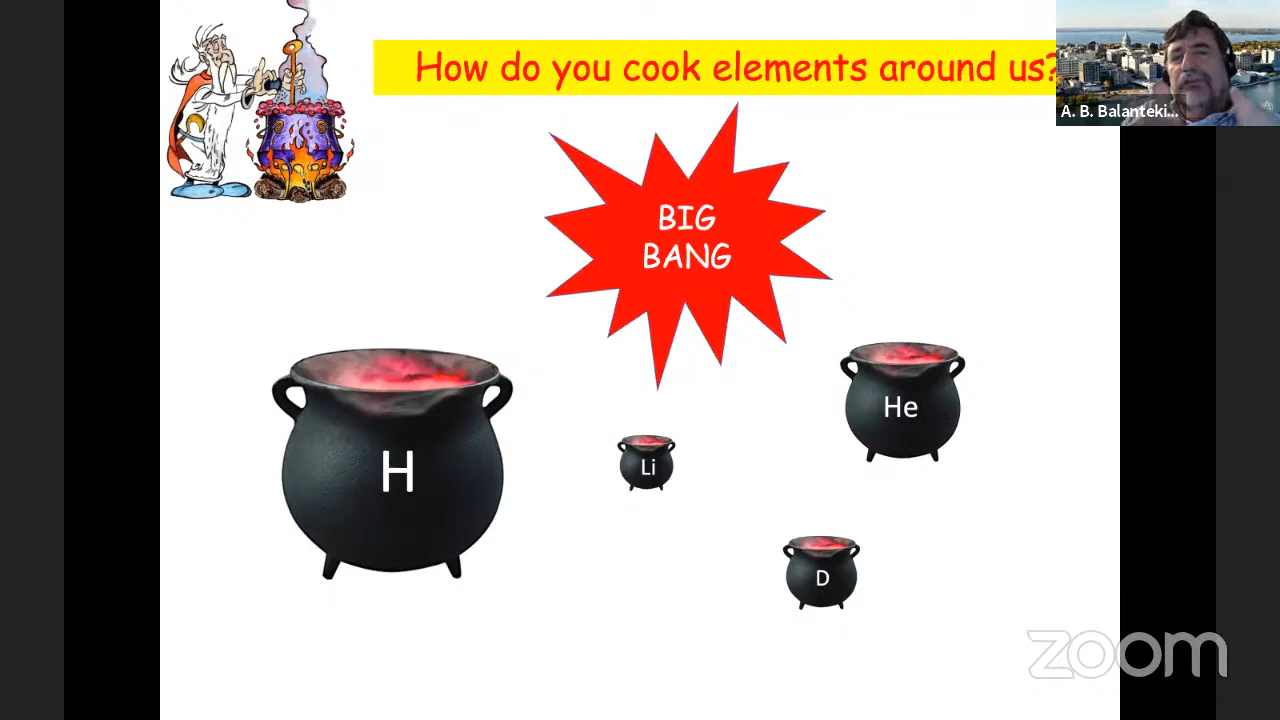 How do you cook elements around us?
A. B. Balanteki...
BIG
BANG
He
H
Li
D
zoom